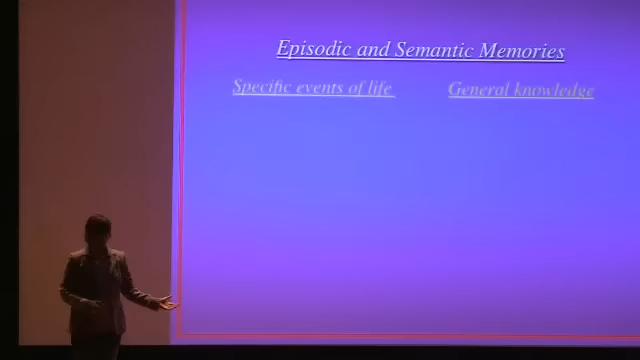 Episodic and Semantic Memories
Specific events of life
General knowledge